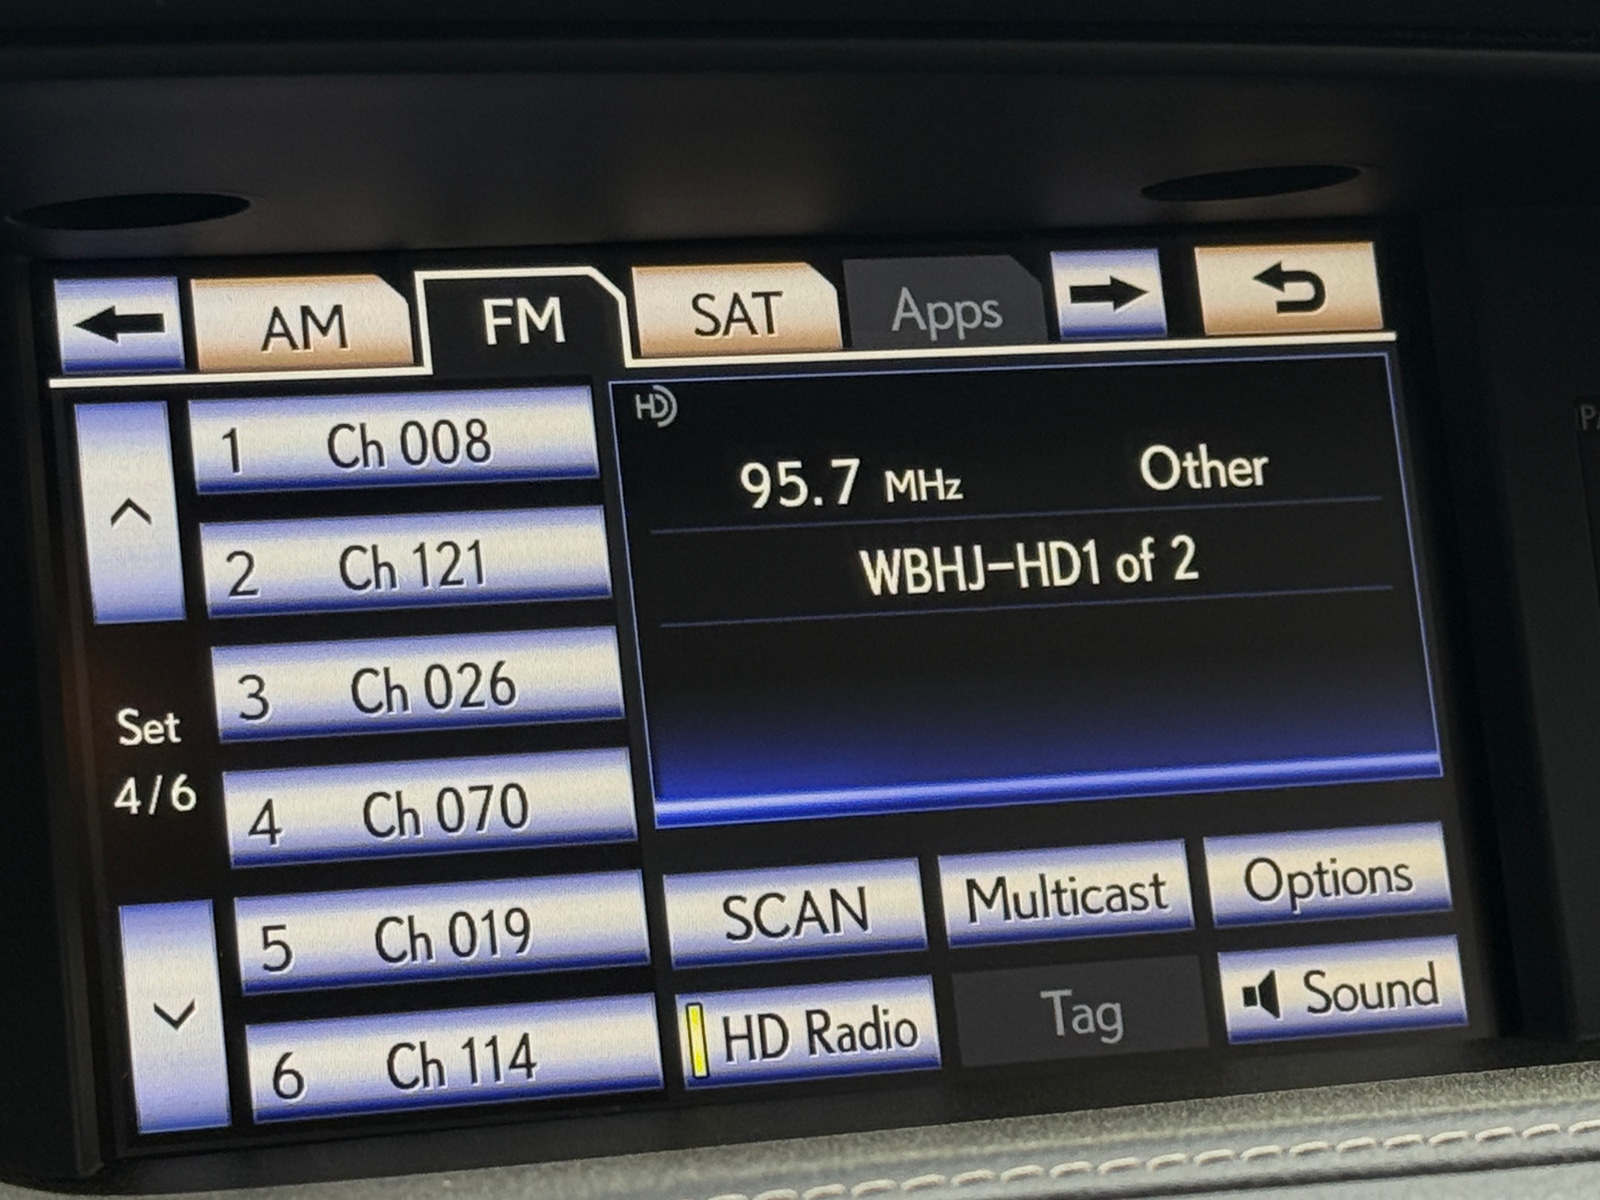 AM FM SAT Apps
HD
95.7 MHz Other
WBHJ-HD1 of 2
1 Ch 008
2 Ch 121
3 Ch 026
4 Ch 070
5 Ch 019
6 Ch 114
Set
4/6
SCAN Multicast Options
HD Radio Tag Sound